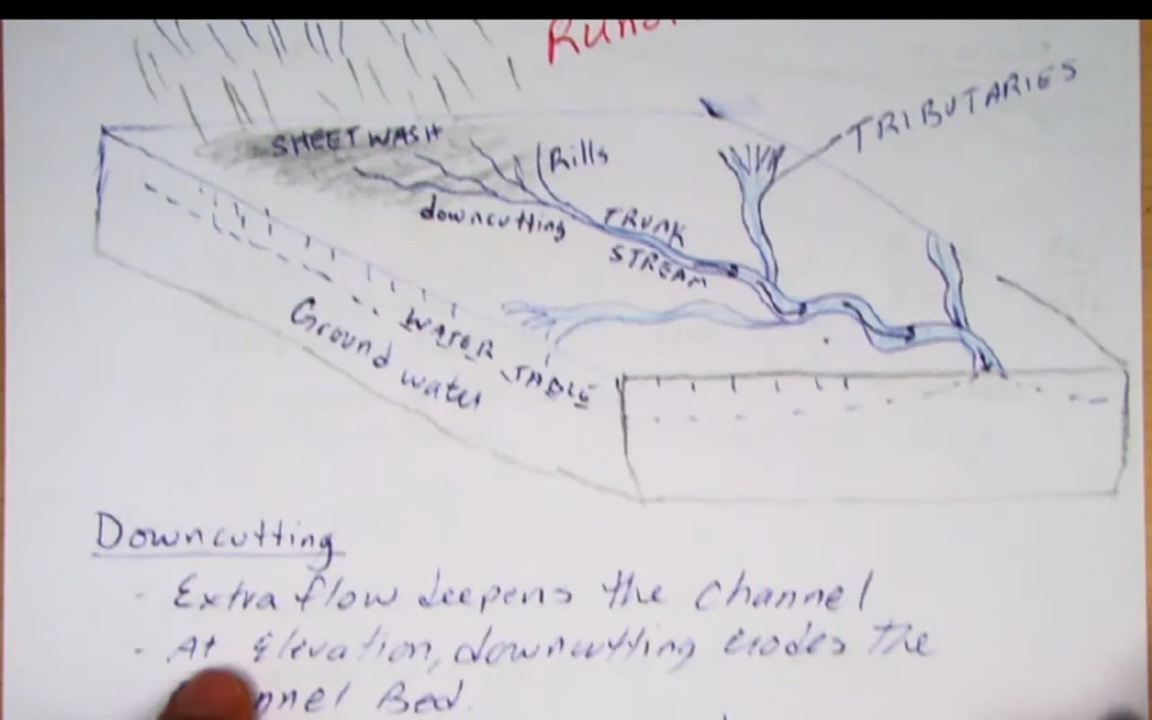 Runo
TRIBUTARIES
SHEET WASH
Rills
downcutting
TRUNK
STREAM
WATER TABLE
Ground water
Downcutting
- Extra flow deepens the channel
- At Elevation, downcutting erodes the
nnel Bed.